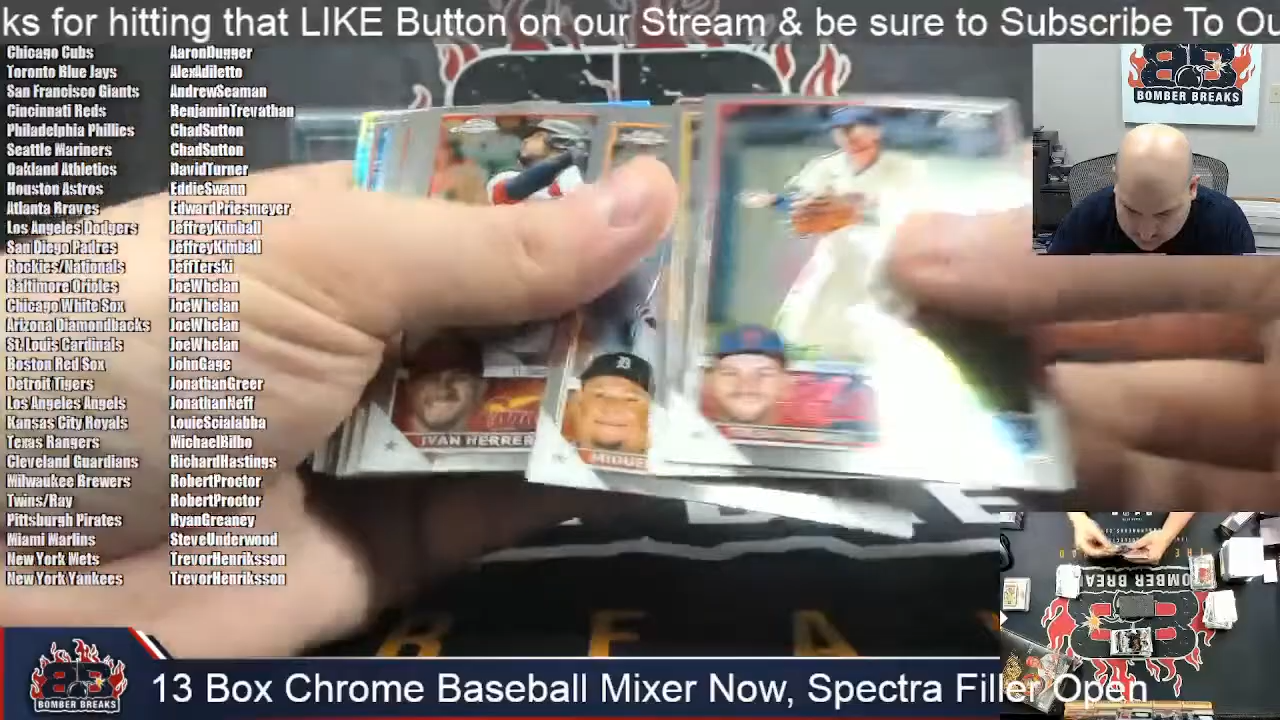 ks for hitting that LIKE Button on our Stream & be sure to Subscribe To Ou
Chicago Cubs AaronDugger
Toronto Blue Jays AlexAdiletto
San Francisco Giants AndrewSeaman
Cincinnati Reds BenjaminTrevathan
Philadelphia Phillies ChadSutton
Seattle Mariners ChadSutton
Oakland Athletics DavidTurner
Houston Astros EddieSwann
Atlanta Braves EdwardPriesmeyer
Los Angeles Dodgers JeffreyKimball
San Diego Padres JeffreyKimball
Rockies/Nationals JeffTerski
Baltimore Orioles JoeWhelan
Chicago White Sox JoeWhelan
Arizona Diamondbacks JoeWhelan
St. Louis Cardinals JoeWhelan
Boston Red Sox JohnGage
Detroit Tigers JonathanGreer
Los Angeles Angels JonathanNeff
Kansas City Royals LouieScialabba
Texas Rangers MichaelBilbo
Cleveland Guardians RichardHastings
Milwaukee Brewers RobertProctor
Twins/Ray RobertProctor
Pittsburgh Pirates RyanGreaney
Miami Marlins SteveUnderwood
New York Mets TrevorHenriksson
New York Yankees TrevorHenriksson
BOMBER BREAKS
IVAN HERRER
MIGUE
B E A
BOMBER BREA
BOMBER BREAKS
13 Box Chrome Baseball Mixer Now, Spectra Filler Open